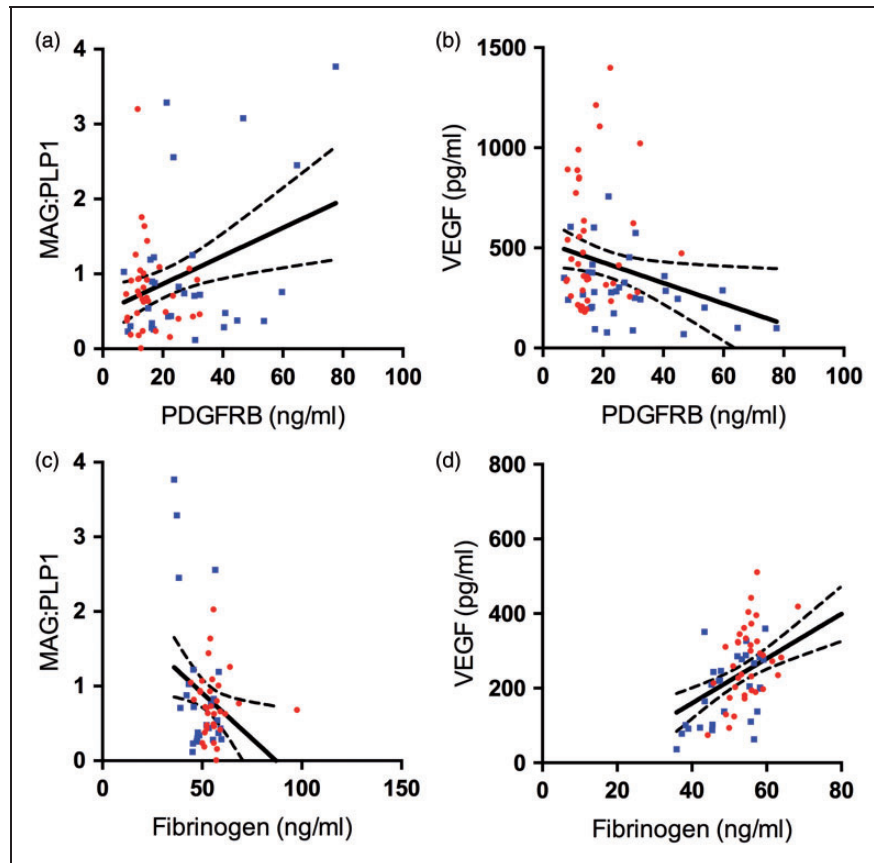 (a)
4
3
2
1
0
MAG:PLP1
0 20 40 60 80 100
PDGFRB (ng/ml)
(b)
1500
1000
500
0
VEGF (pg/ml)
0 20 40 60 80 100
PDGFRB (ng/ml)
(c)
4
3
2
1
0
MAG:PLP1
0 50 100 150
Fibrinogen (ng/ml)
(d)
800
600
400
200
0
VEGF (pg/ml)
0 20 40 60 80
Fibrinogen (ng/ml)